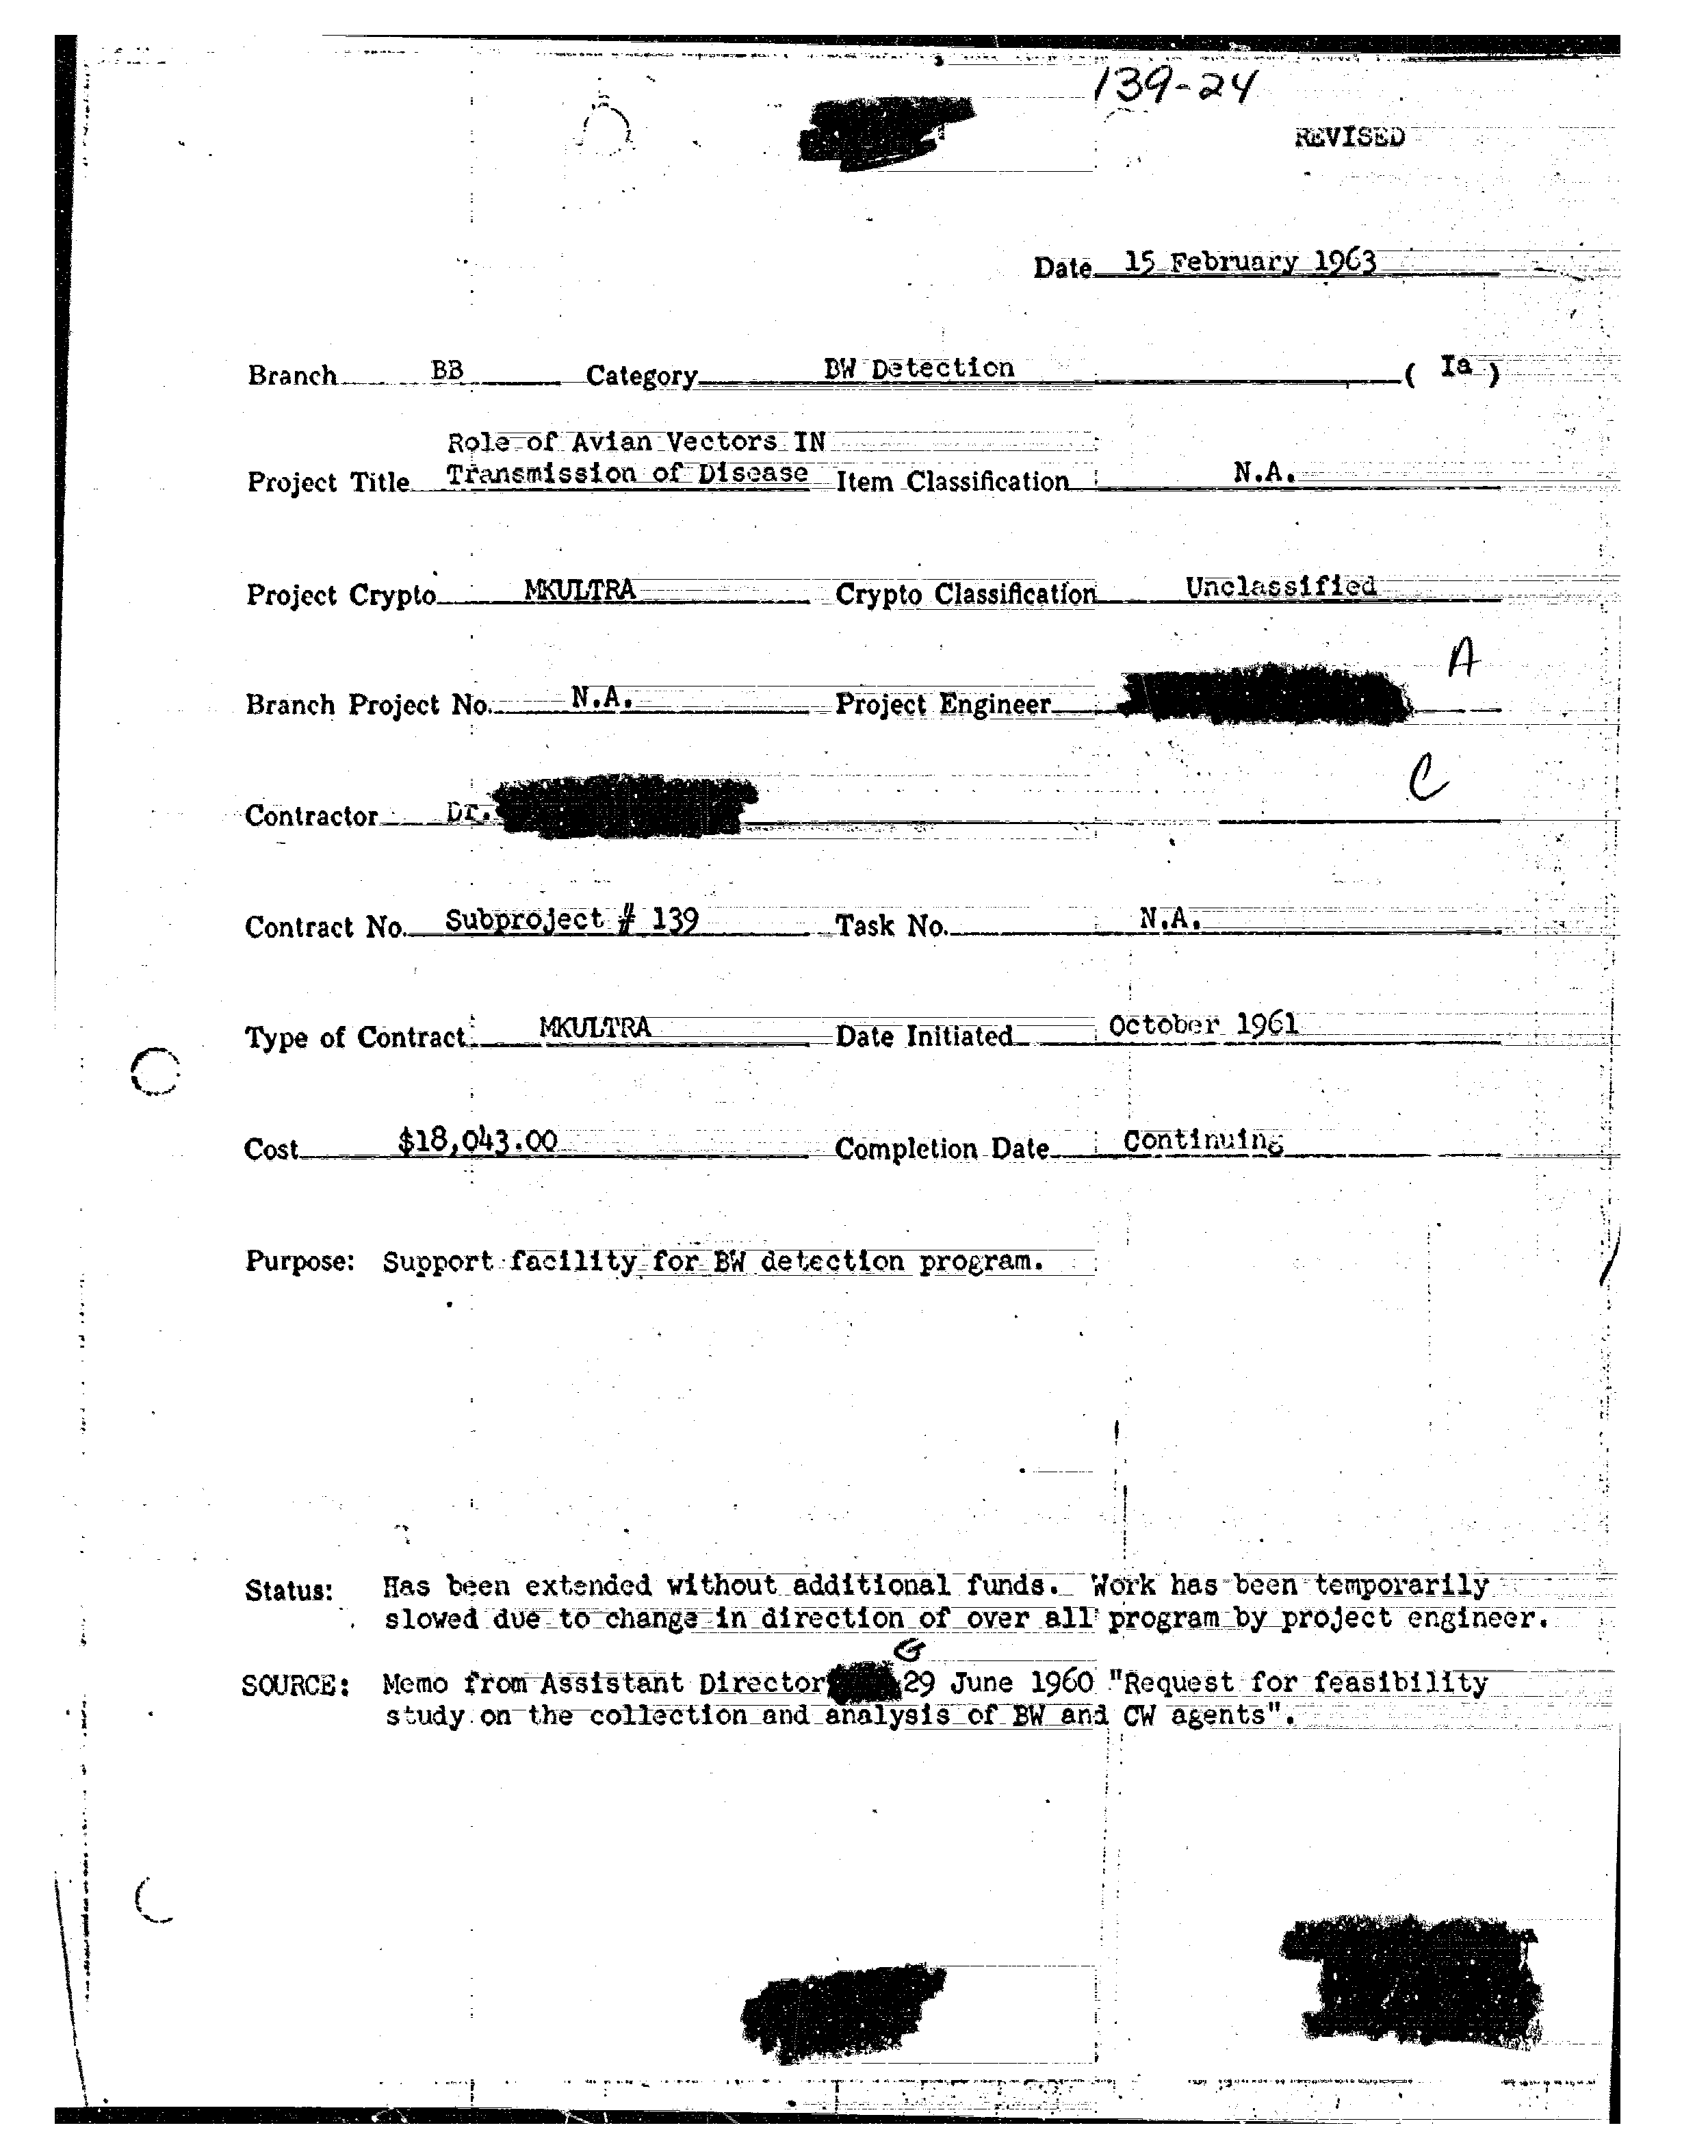 139-24
REVISED
Date 15 February 1963
Branch BB Category BW Detection ( Ia )
Role of Avian Vectors IN
Project Title Transmission of Disease Item Classification N.A.
Project Crypto MKULTRA Crypto Classification Unclassified
A
Branch Project No. N.A. Project Engineer
C
Contractor Dr.
Contract No. Subproject # 139 Task No. N.A.
Type of Contract MKULTRA Date Initiated October 1961
Cost $18,043.00 Completion Date Continuing
Purpose: Support facility for BW detection program.
Status: Has been extended without additional funds. Work has been temporarily
slowed due to change in direction of over all program by project engineer.
G
SOURCE: Memo from Assistant Director 29 June 1960 "Request for feasibility
study on the collection and analysis of BW and CW agents".